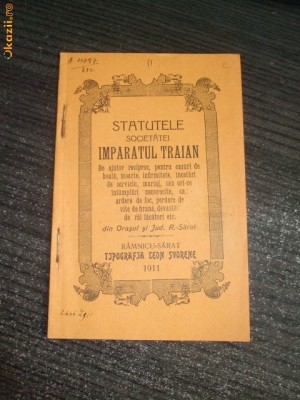 Okazii.ro
STATUTELE
SOCIETĂȚEI
IMPARATUL TRAIAN
De ajutor reciproc, pentru cazuri de
boală, moarte, infirmitate, incetări
de serviciu, mariaj, sau ori-ce
întâmplări nenorocite, ca:
ardere de foc, perdere de
vite de hrană, devastări
de răi făcători etc.
din Orașul și Jud. R.-Sărat
RÂMNICU-SĂRAT
TIPOGRAFIA LEON SVORENE
1911